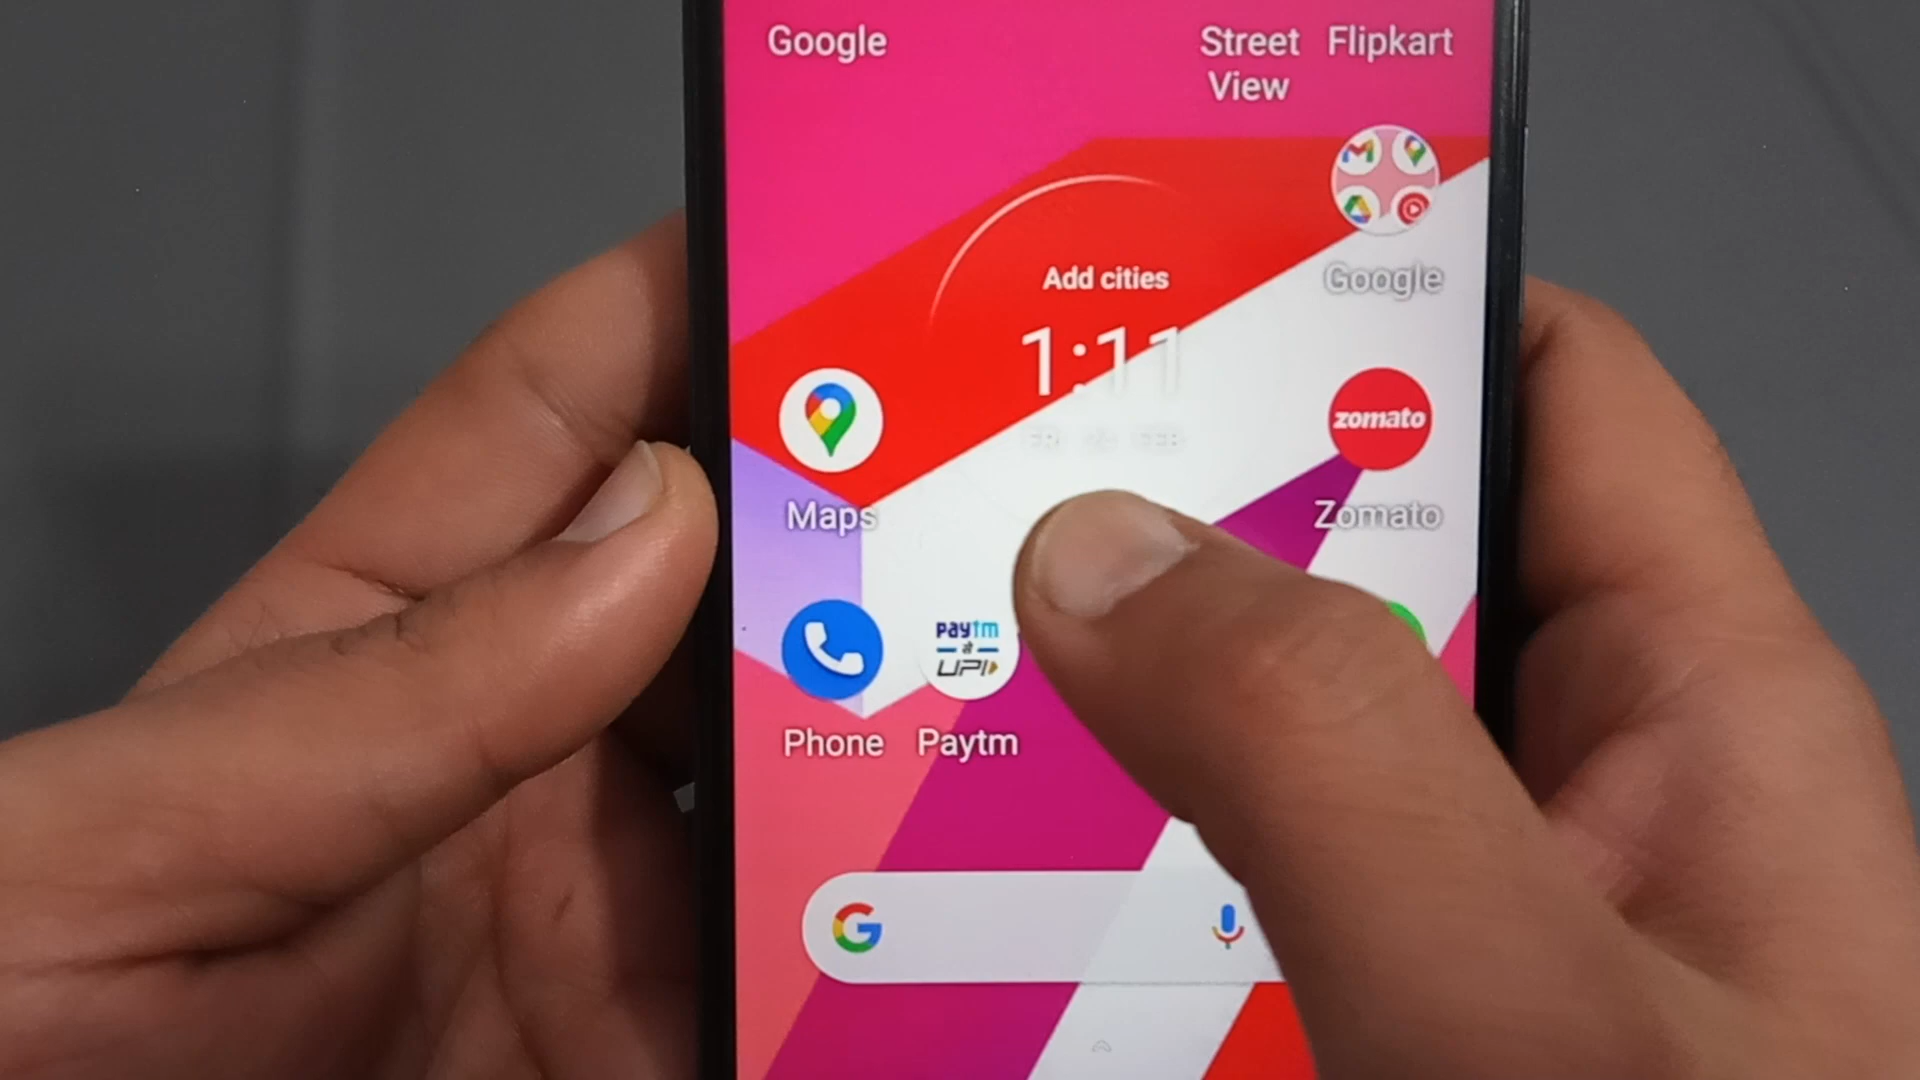 Google
Street
View
Flipkart
Add cities
Google
1:11
zomato
Maps
Zomato
paytm
UPI
Phone
Paytm